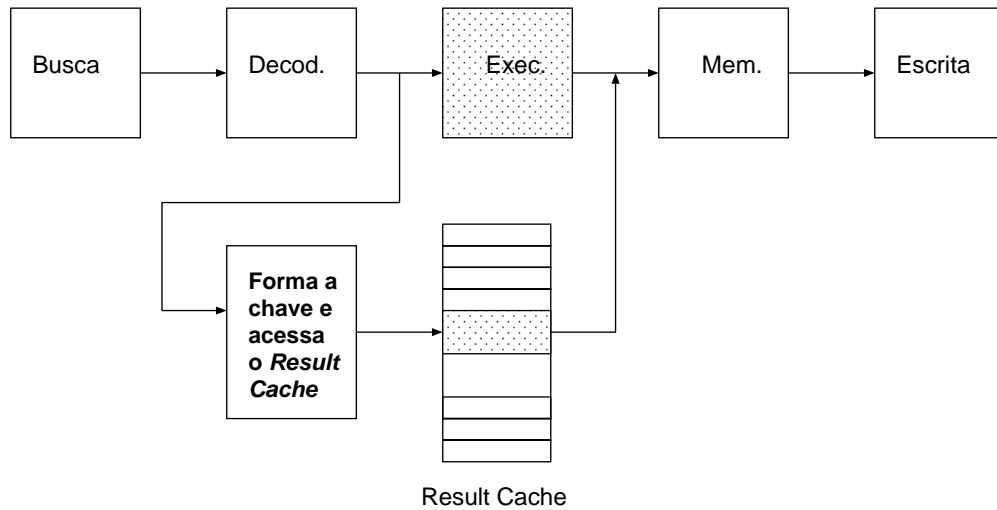 Busca
Decod.
Exec.
Mem.
Escrita
Forma a
chave e
acessa
o Result
Cache
Result Cache